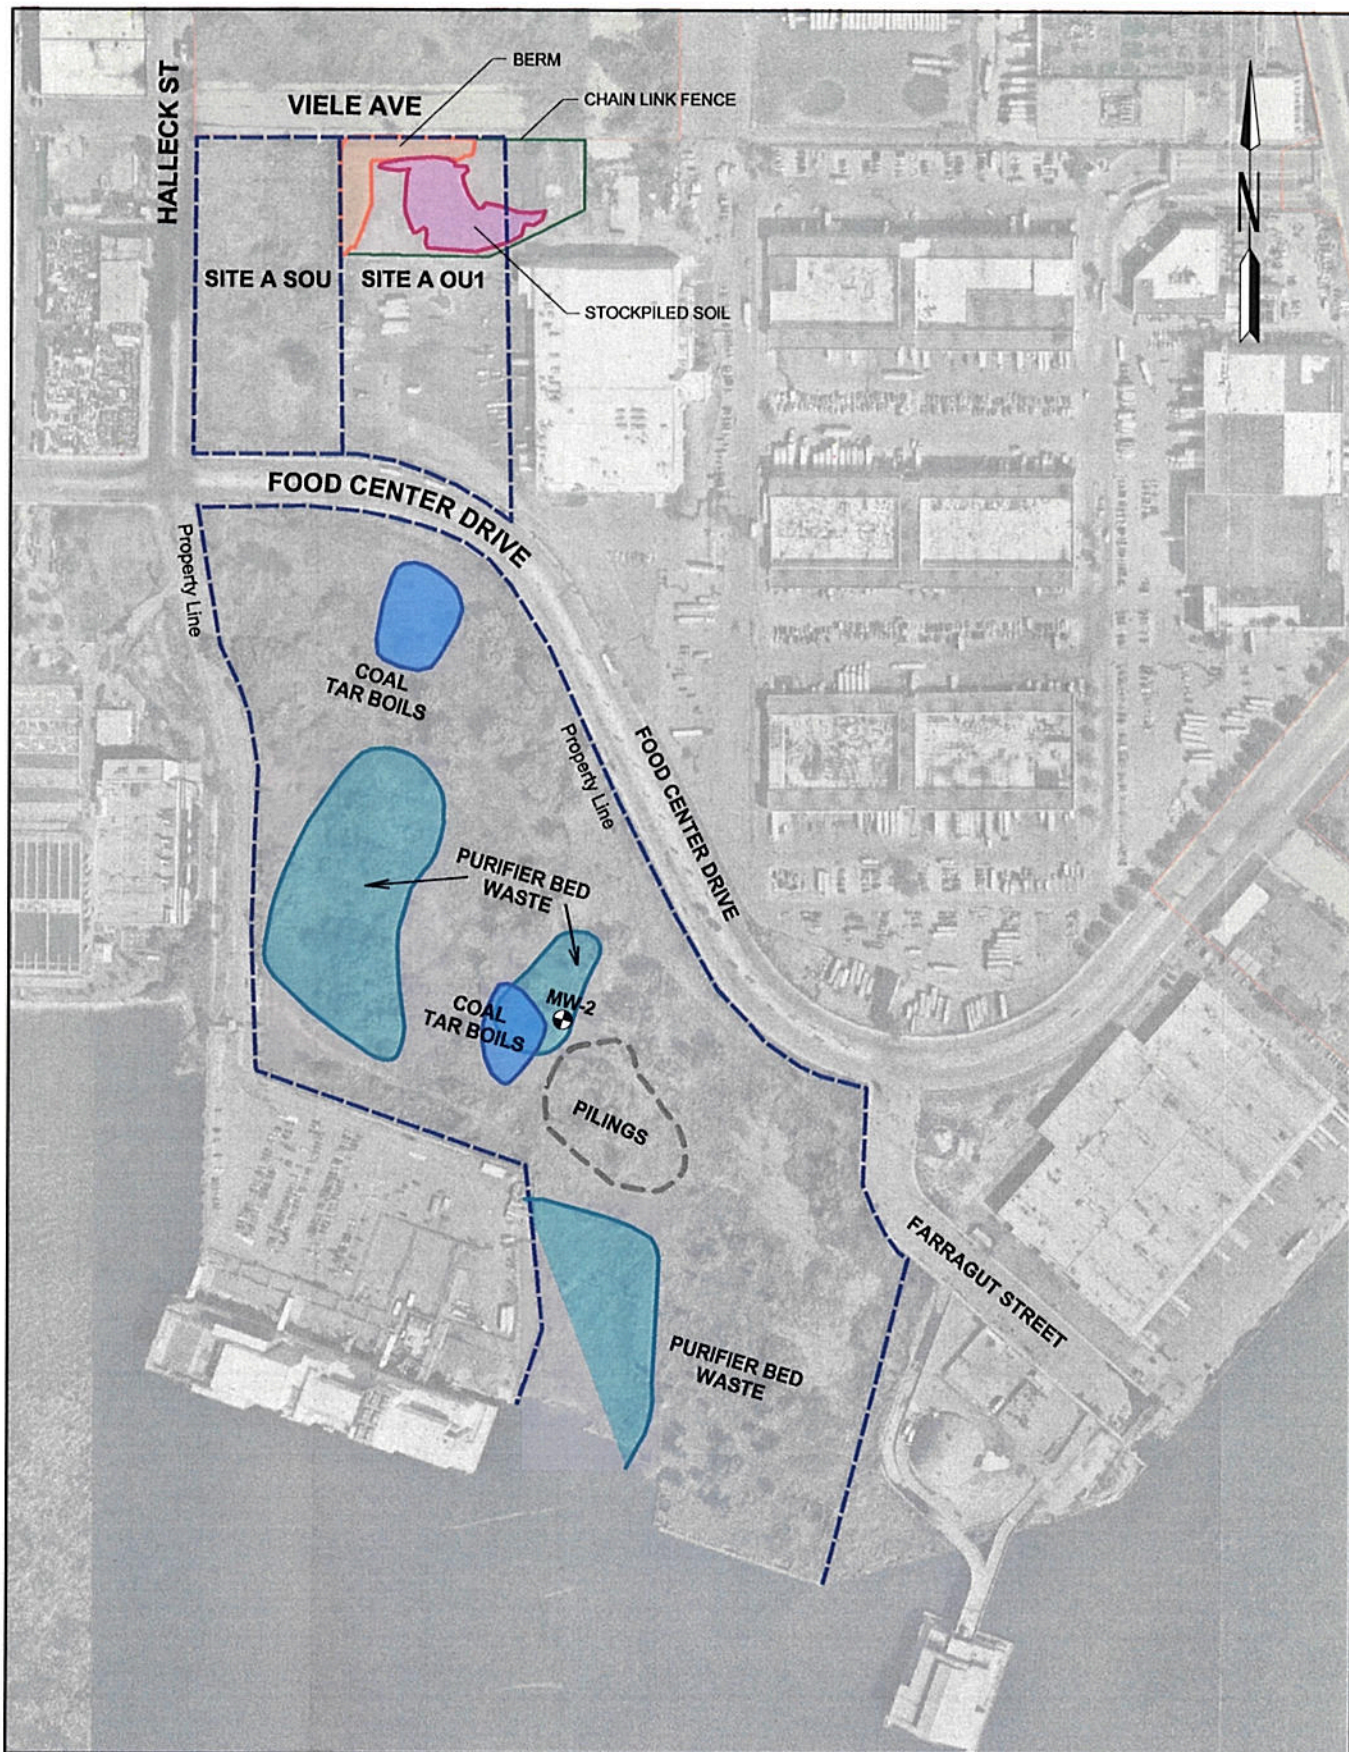 BERM
HALLECK ST
VIELE AVE
CHAIN LINK FENCE
N
SITE A SOU
SITE A OU1
STOCKPILED SOIL
FOOD CENTER DRIVE
Property Line
COAL
TAR BOILS
Property Line
FOOD CENTER DRIVE
PURIFIER BED
WASTE
COAL
TAR BOILS
MW-2
PILINGS
FARRAGUT STREET
PURIFIER BED
WASTE